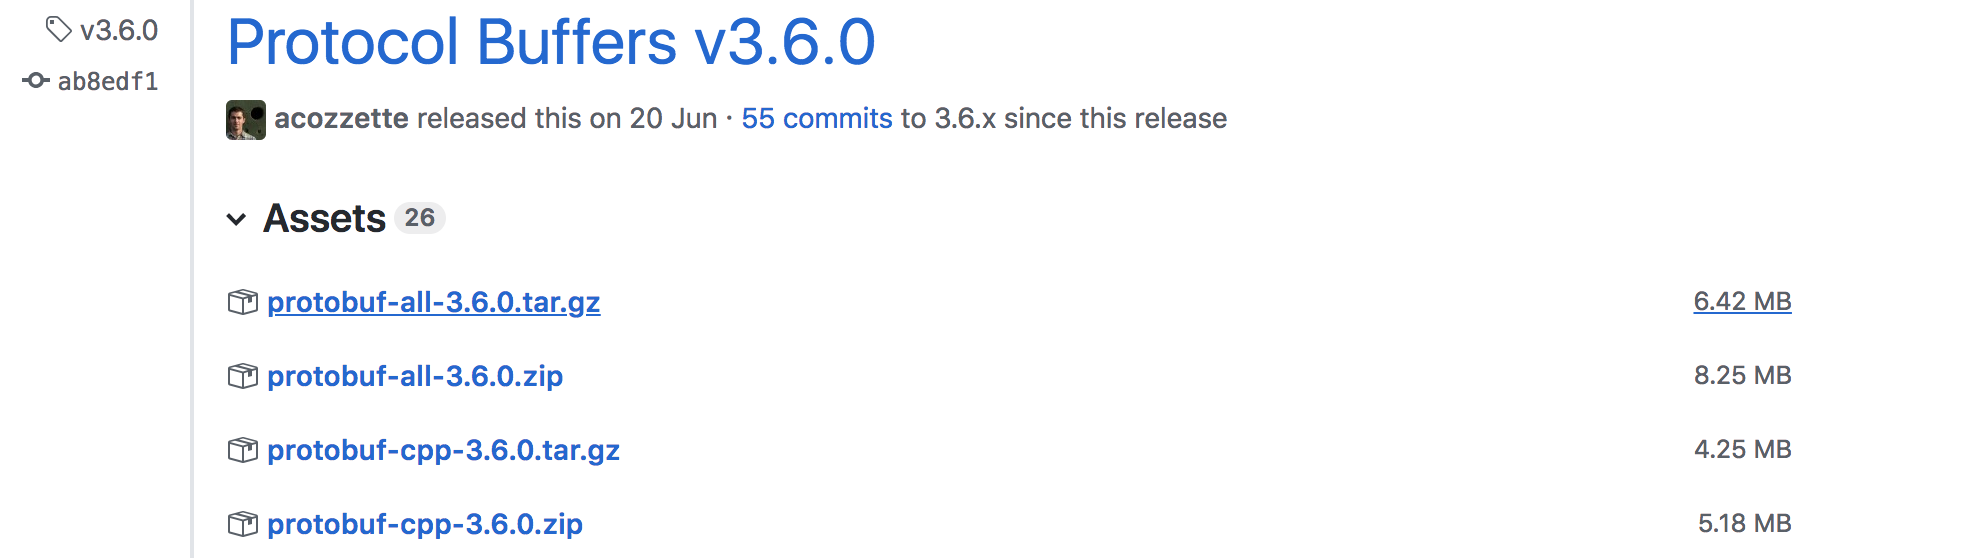 v3.6.0
ab8edf1
Protocol Buffers v3.6.0
acozzette released this on 20 Jun · 55 commits to 3.6.x since this release
Assets 26
protobuf-all-3.6.0.tar.gz 6.42 MB
protobuf-all-3.6.0.zip 8.25 MB
protobuf-cpp-3.6.0.tar.gz 4.25 MB
protobuf-cpp-3.6.0.zip 5.18 MB